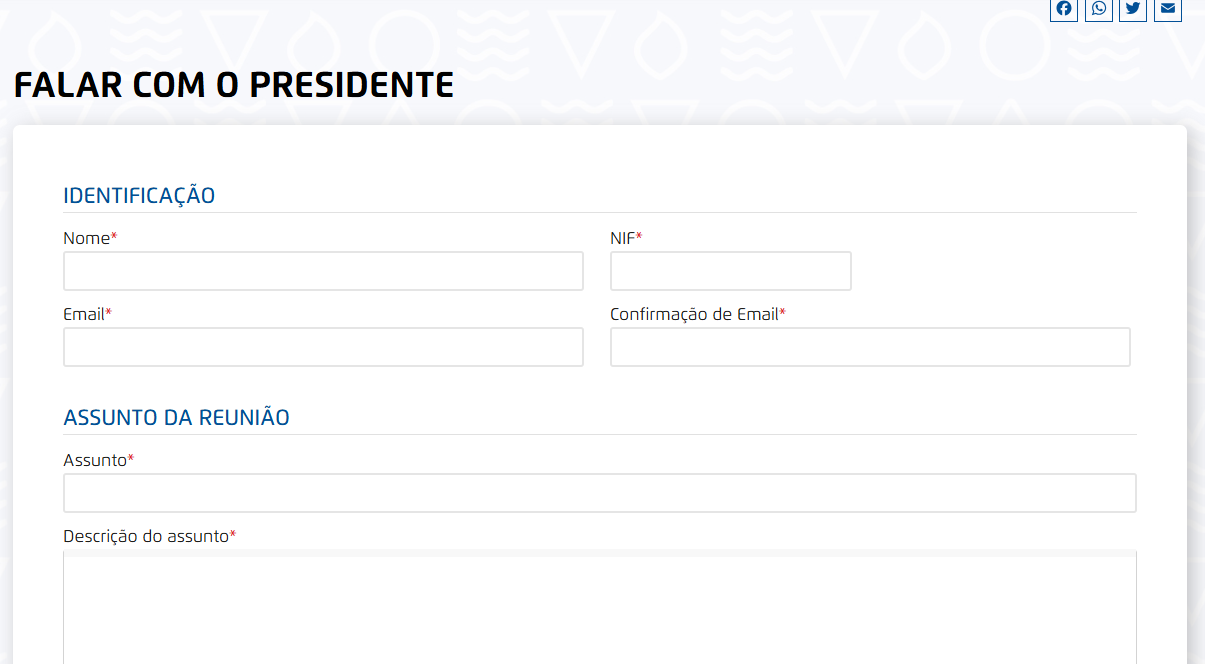 FALAR COM O PRESIDENTE
IDENTIFICAÇÃO
Nome* NIF*
Email* Confirmação de Email*
ASSUNTO DA REUNIÃO
Assunto*
Descrição do assunto*